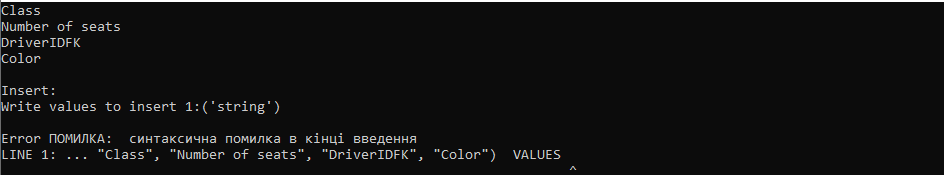 Class
Number of seats
DriverIDFK
Color
Insert:
Write values to insert 1:('string')
Error ПОМИЛКА:  синтаксична помилка в кінці введення
LINE 1: ... "Class", "Number of seats", "DriverIDFK", "Color")  VALUES
^